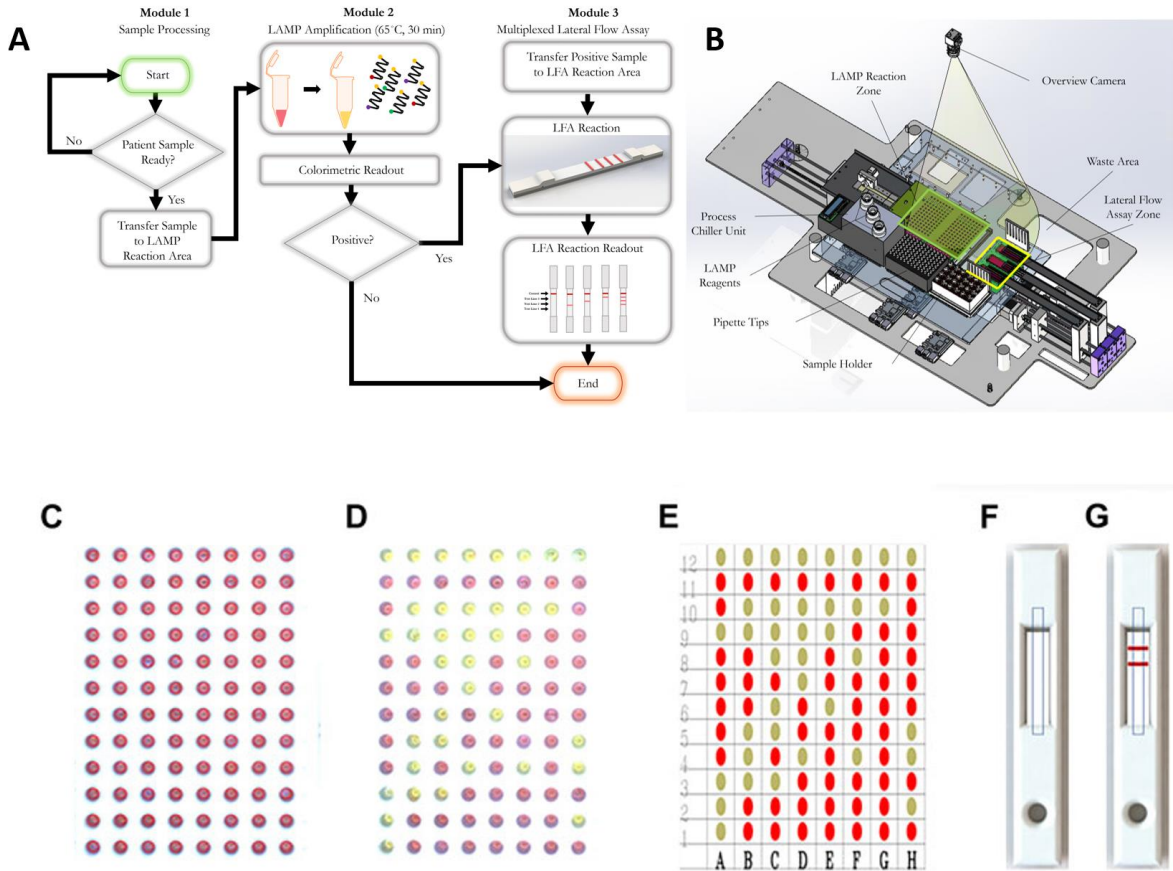 A
Module 1
Sample Processing
Start
No
Patient Sample
Ready?
Yes
Transfer Sample
to LAMP
Reaction Area
Module 2
LAMP Amplification (65°C, 30 min)
Colorimetric Readout
Positive?
Yes
No
Module 3
Multiplexed Lateral Flow Assay
Transfer Positive Sample
to LFA Reaction Area
LFA Reaction
LFA Reaction Readout
End
B
LAMP Reaction
Zone
Overview Camera
Waste Area
Lateral Flow
Assay Zone
Process
Chiller Unit
LAMP
Reagents
Pipette Tips
Sample Holder
C
D
E
12
11
10
9
8
7
6
5
4
3
2
1
A B C D E F G H
F
G